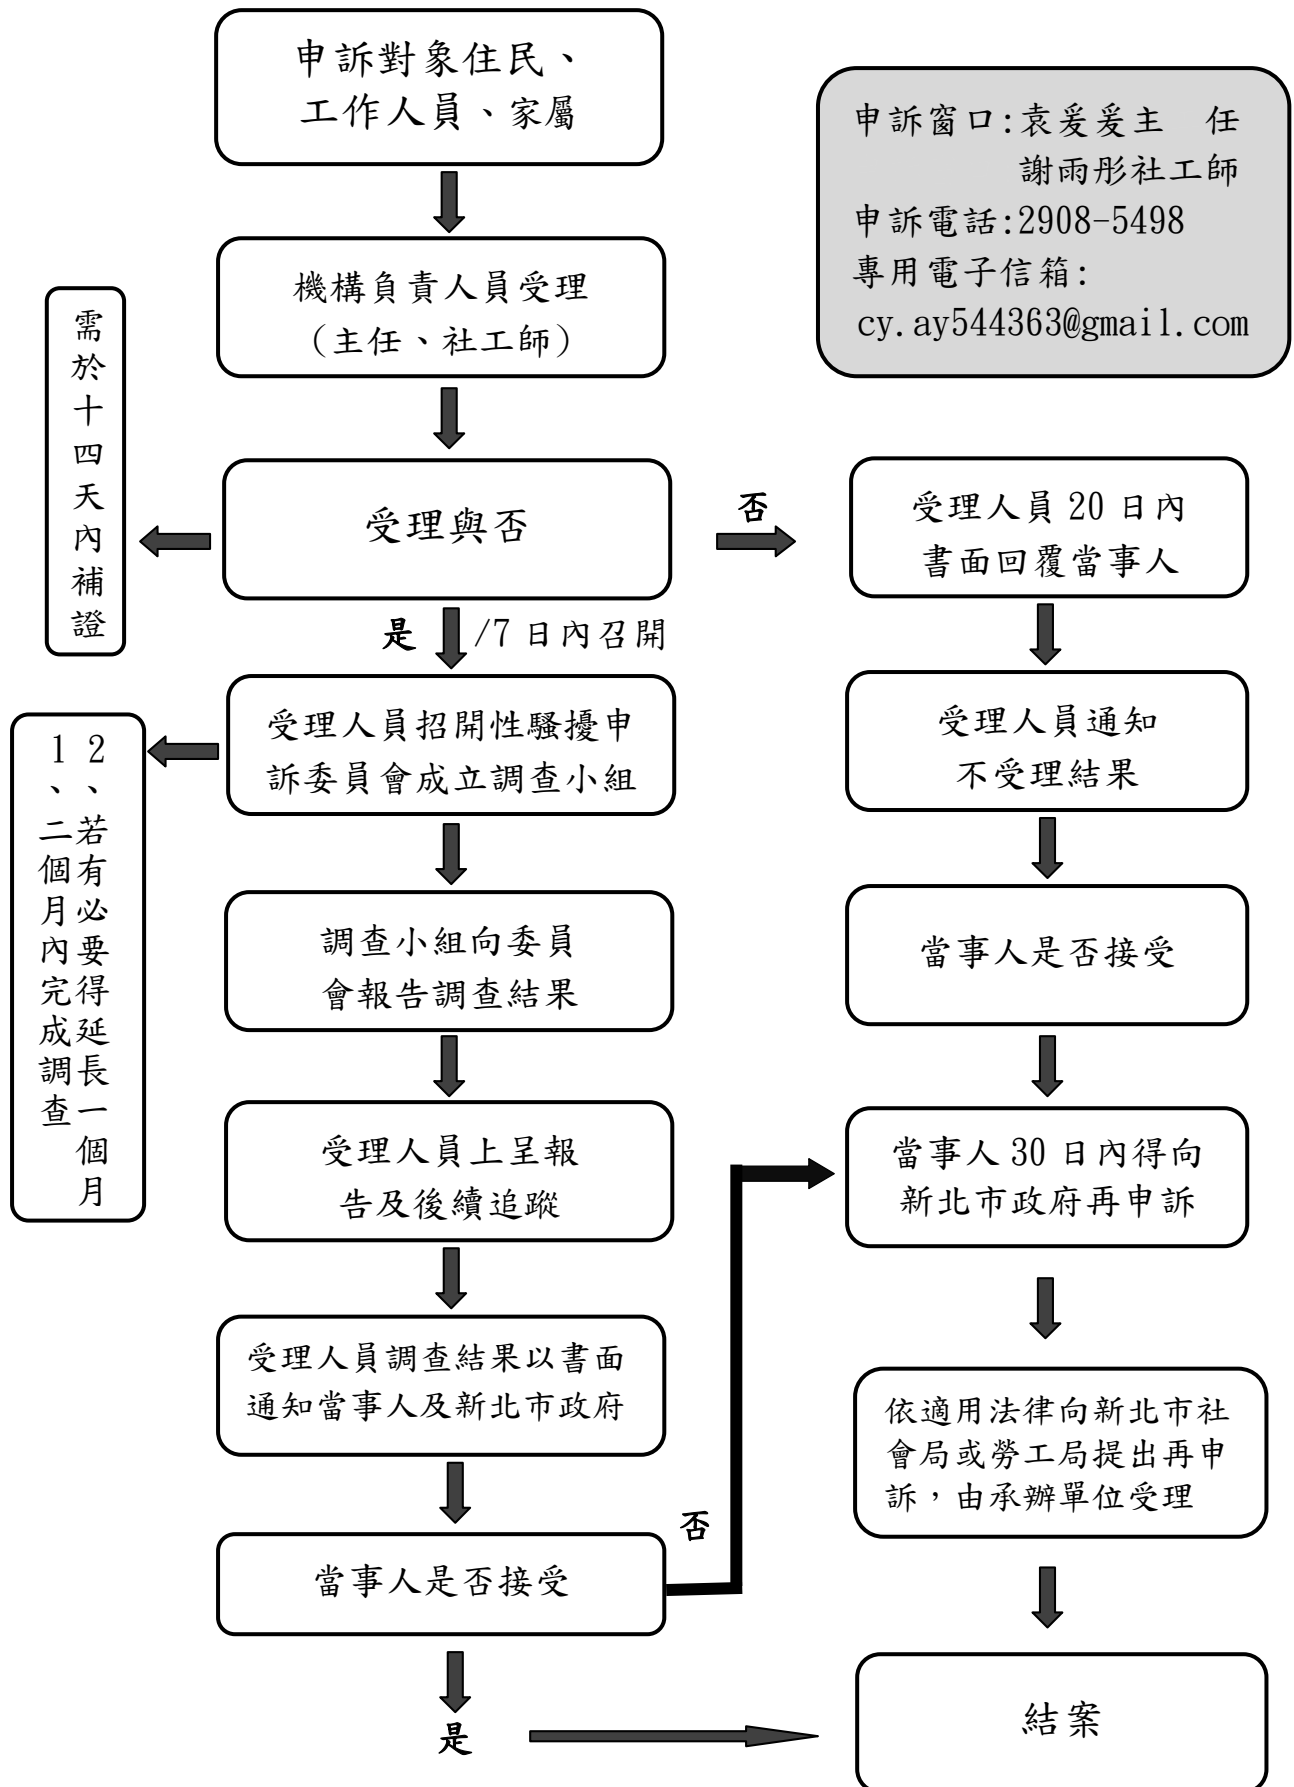 申訴對象住民、
工作人員、家屬
申訴窗口:袁爰爰主　任
謝雨彤社工師
申訴電話:2908-5498
專用電子信箱:
cy.ay544363@gmail.com
機構負責人員受理
(主任、社工師)
需於十四天內補證
受理與否
否
受理人員 20 日內
書面回覆當事人
是
/7 日內召開
受理人員招開性騷擾申
訴委員會成立調查小組
1、二個月內完成調查
2、若有必要得延長一個月
受理人員通知
不受理結果
調查小組向委員
會報告調查結果
當事人是否接受
受理人員上呈報
告及後續追蹤
當事人 30 日內得向
新北市政府再申訴
受理人員調查結果以書面
通知當事人及新北市政府
依適用法律向新北市社
會局或勞工局提出再申
訴，由承辦單位受理
當事人是否接受
否
是
結案